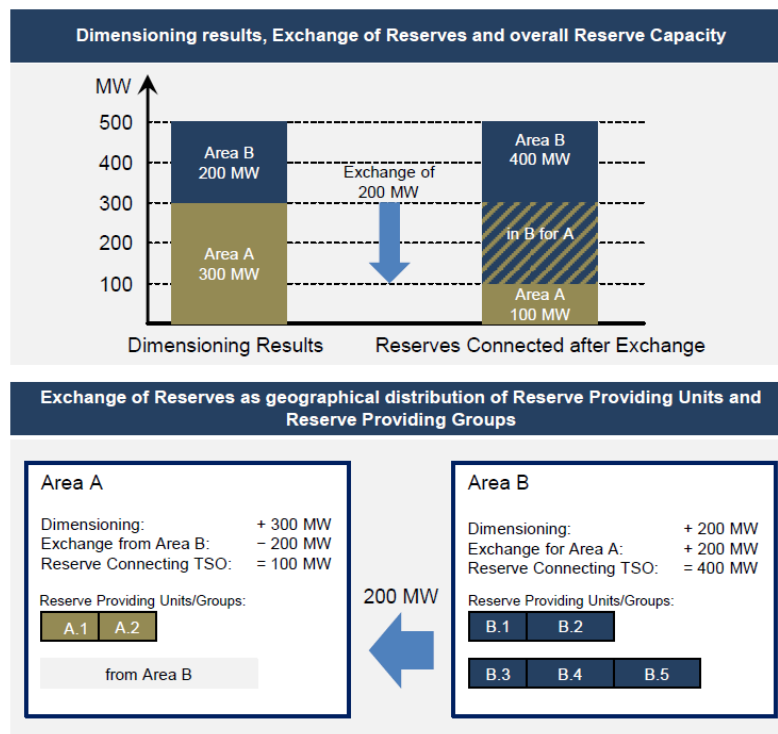 Dimensioning results, Exchange of Reserves and overall Reserve Capacity
MW
500
400
300
200
100
Area B
200 MW
Area A
300 MW
Exchange of
200 MW
Area B
400 MW
in B for A
Area A
100 MW
Dimensioning Results
Reserves Connected after Exchange
Exchange of Reserves as geographical distribution of Reserve Providing Units and
Reserve Providing Groups
Area A
Dimensioning: + 300 MW
Exchange from Area B: − 200 MW
Reserve Connecting TSO: = 100 MW
Reserve Providing Units/Groups:
A.1 A.2
from Area B
200 MW
Area B
Dimensioning: + 200 MW
Exchange for Area A: + 200 MW
Reserve Connecting TSO: = 400 MW
Reserve Providing Units/Groups:
B.1 B.2
B.3 B.4 B.5